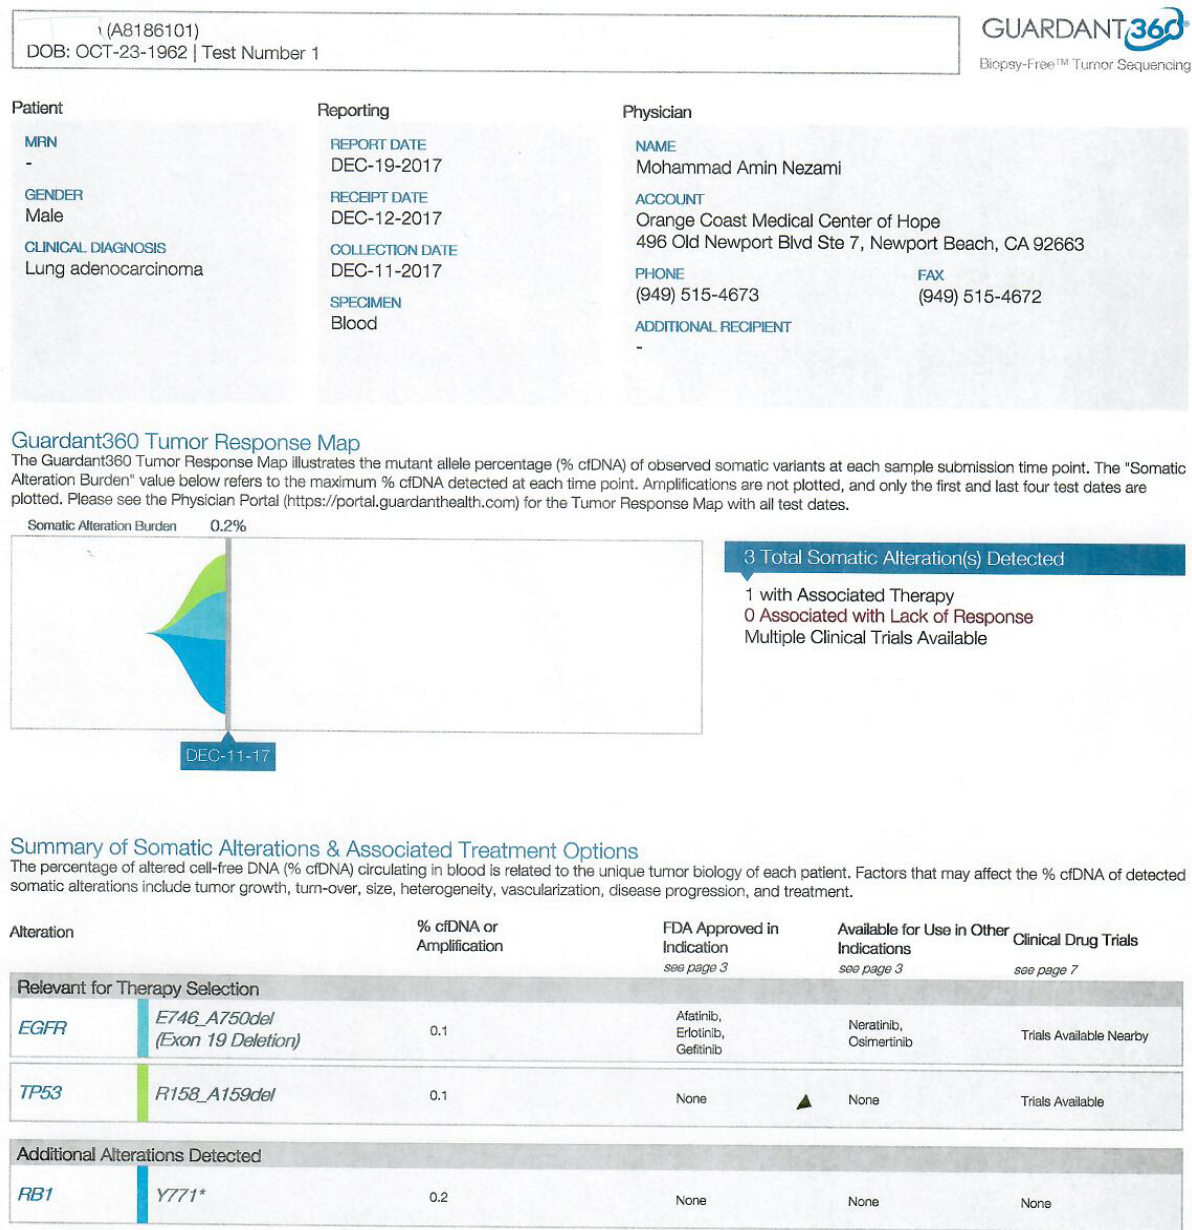 (A8186101)
DOB: OCT-23-1962 | Test Number 1
GUARDANT360
Biopsy-Free™ Tumor Sequencing
Patient
MRN
-
GENDER
Male
CLINICAL DIAGNOSIS
Lung adenocarcinoma
Reporting
REPORT DATE
DEC-19-2017
RECEIPT DATE
DEC-12-2017
COLLECTION DATE
DEC-11-2017
SPECIMEN
Blood
Physician
NAME
Mohammad Amin Nezami
ACCOUNT
Orange Coast Medical Center of Hope
496 Old Newport Blvd Ste 7, Newport Beach, CA 92663
PHONE
(949) 515-4673
FAX
(949) 515-4672
ADDITIONAL RECIPIENT
-
Guardant360 Tumor Response Map
The Guardant360 Tumor Response Map illustrates the mutant allele percentage (% cfDNA) of observed somatic variants at each sample submission time point. The "Somatic
Alteration Burden" value below refers to the maximum % cfDNA detected at each time point. Amplifications are not plotted, and only the first and last four test dates are
plotted. Please see the Physician Portal (https://portal.guardanthealth.com) for the Tumor Response Map with all test dates.
Somatic Alteration Burden 0.2%
DEC-11-17
3 Total Somatic Alteration(s) Detected
1 with Associated Therapy
0 Associated with Lack of Response
Multiple Clinical Trials Available
Summary of Somatic Alterations & Associated Treatment Options
The percentage of altered cell-free DNA (% cfDNA) circulating in blood is related to the unique tumor biology of each patient. Factors that may affect the % cfDNA of detected
somatic alterations include tumor growth, turn-over, size, heterogeneity, vascularization, disease progression, and treatment.
Alteration
% cfDNA or
Amplification
FDA Approved in
Indication
see page 3
Available for Use in Other
Indications
see page 3
Clinical Drug Trials
see page 7
Relevant for Therapy Selection
EGFR
E746_A750del
(Exon 19 Deletion)
0.1
Afatinib,
Erlotinib,
Gefitinib
Neratinib,
Osimertinib
Trials Available Nearby
TP53
R158_A159del
0.1
None
None
Trials Available
Additional Alterations Detected
RB1
Y771*
0.2
None
None
None